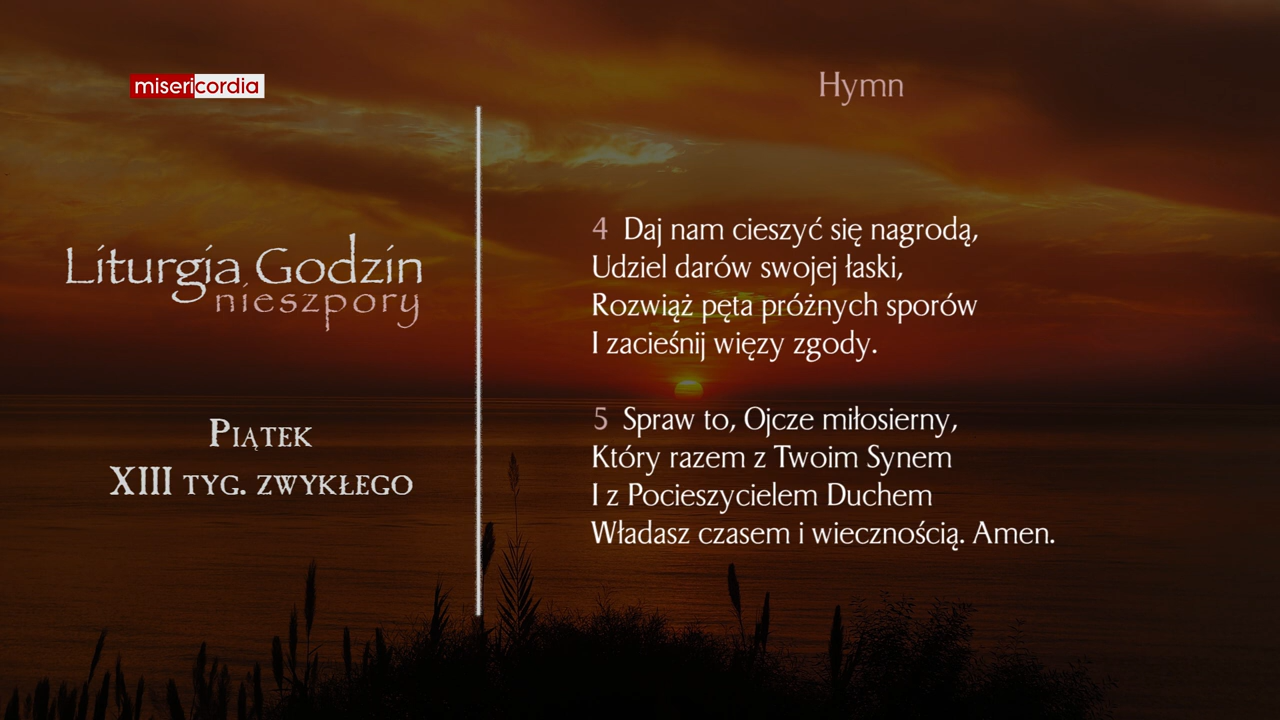 misericordia
Liturgia Godzin
nieszpory
Piątek
XIII tyg. zwykłego
Hymn
4 Daj nam cieszyć się nagrodą,
Udziel darów swojej łaski,
Rozwiąż pęta próżnych sporów
I zacieśnij więzy zgody.
5 Spraw to, Ojcze miłosierny,
Który razem z Twoim Synem
I z Pocieszycielem Duchem
Władasz czasem i wiecznością. Amen.